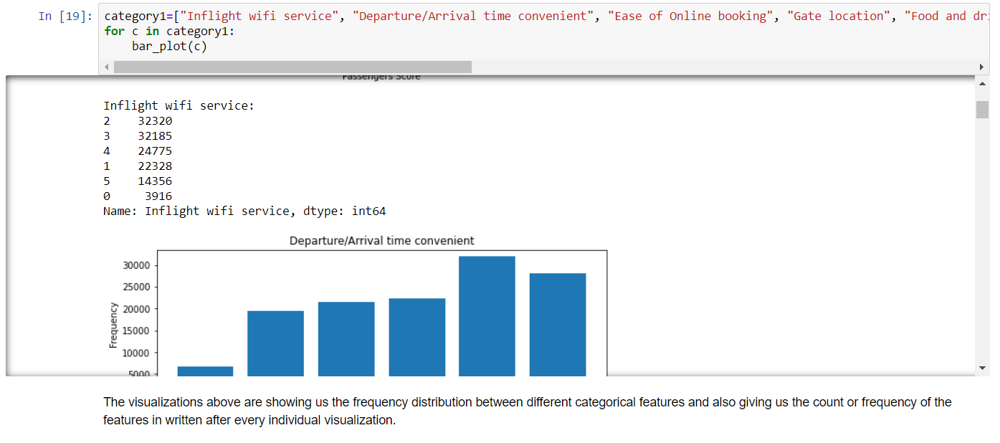 In [19]: category1=["Inflight wifi service", "Departure/Arrival time convenient", "Ease of Online booking", "Gate location", "Food and
for c in category1:
    bar_plot(c)
Passengers Score
Inflight wifi service:
2    32320
3    32185
4    24775
1    22328
5    14356
0     3916
Name: Inflight wifi service, dtype: int64
Departure/Arrival time convenient
30000
25000
20000
15000
10000
5000
Frequency
The visualizations above are showing us the frequency distribution between different categorical features and also giving us the count or frequency of the
features in written after every individual visualization.